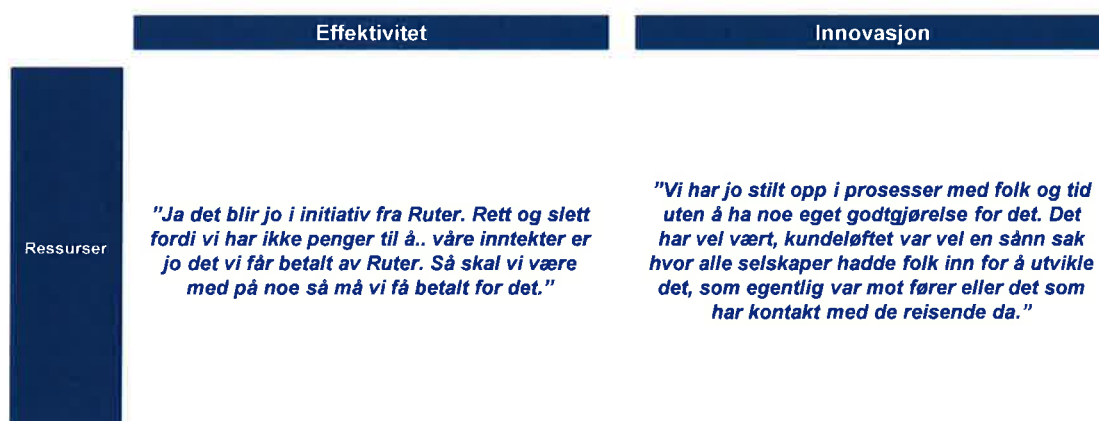 Effektivitet
Innovasjon
Ressurser
"Ja det blir jo i initiativ fra Ruter. Rett og slett
fordi vi har ikke penger til å.. våre inntekter er
jo det vi får betalt av Ruter. Så skal vi være
med på noe så må vi få betalt for det."
"Vi har jo stilt opp i prosesser med folk og tid
uten å ha noe eget godtgjørelse for det. Det
har vel vært, kundeløftet var vel en sånn sak
hvor alle selskaper hadde folk inn for å utvikle
det, som egentlig var mot fører eller det som
har kontakt med de reisende da."